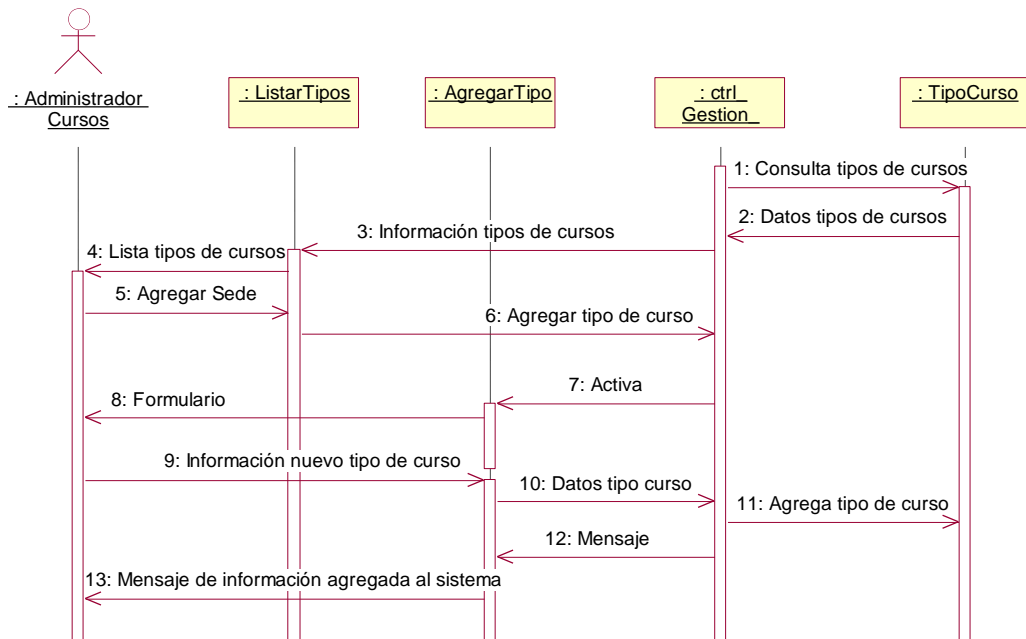 : Administrador
Cursos
: ListarTipos
: AgregarTipo
: ctrl_
Gestion_
: TipoCurso
1: Consulta tipos de cursos
2: Datos tipos de cursos
3: Información tipos de cursos
4: Lista tipos de cursos
5: Agregar Sede
6: Agregar tipo de curso
7: Activa
8: Formulario
9: Información nuevo tipo de curso
10: Datos tipo curso
11: Agrega tipo de curso
12: Mensaje
13: Mensaje de información agregada al sistema